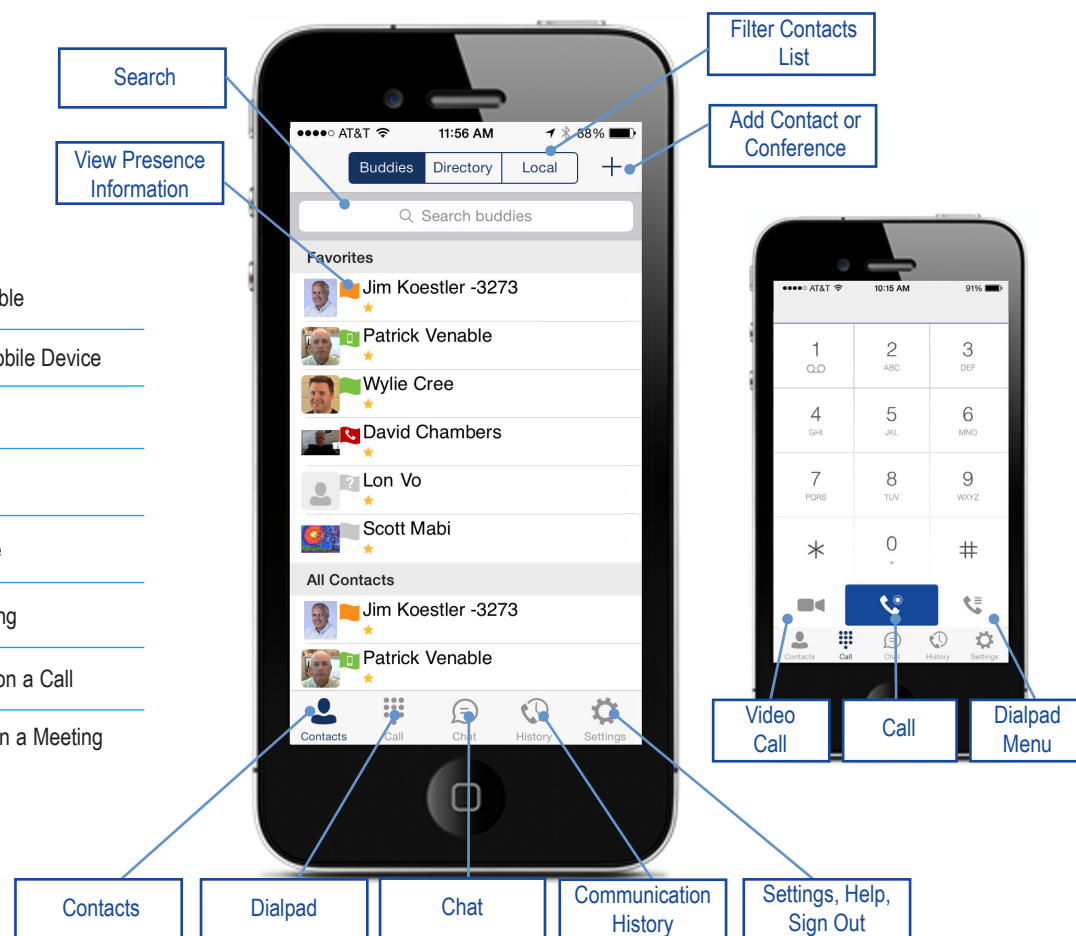 Filter Contacts
List
Search
Add Contact or
Conference
View Presence
Information
AT&T 11:56 AM 88%
Buddies Directory Local +
Search buddies
Favorites
Jim Koestler -3273
Patrick Venable
Wylie Cree
David Chambers
? Lon Vo
Scott Mabi
All Contacts
Jim Koestler -3273
Patrick Venable
Contacts Call Chat History Settings
Mobile Device
on a Call
a Meeting
AT&T 10:15 AM 91%
1 2 3
ABC DEF
4 5 6
GHI JKL MNO
7 8 9
PQRS TUV WXYZ
* 0 #
+
Contacts Call Chat History Settings
Video
Call
Call
Dialpad
Menu
Contacts
Dialpad
Chat
Communication
History
Settings, Help,
Sign Out